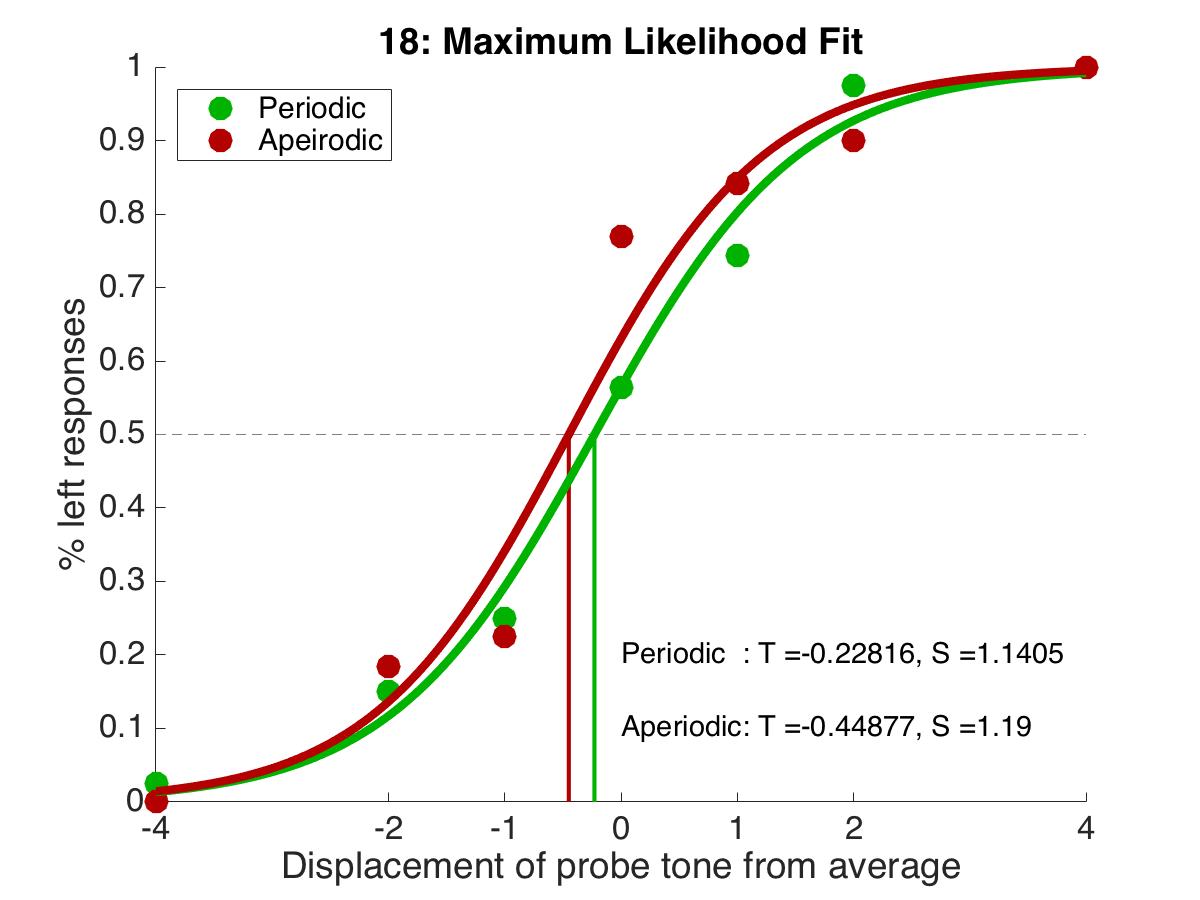 18: Maximum Likelihood Fit
1
Periodic
Apeirodic
0.9
0.8
0.7
0.6
0.5
0.4
0.3
0.2
0.1
0
% left responses
Periodic : T =-0.22816, S =1.1405
Aperiodic: T =-0.44877, S =1.19
-4 -2 -1 0 1 2 4
Displacement of probe tone from average